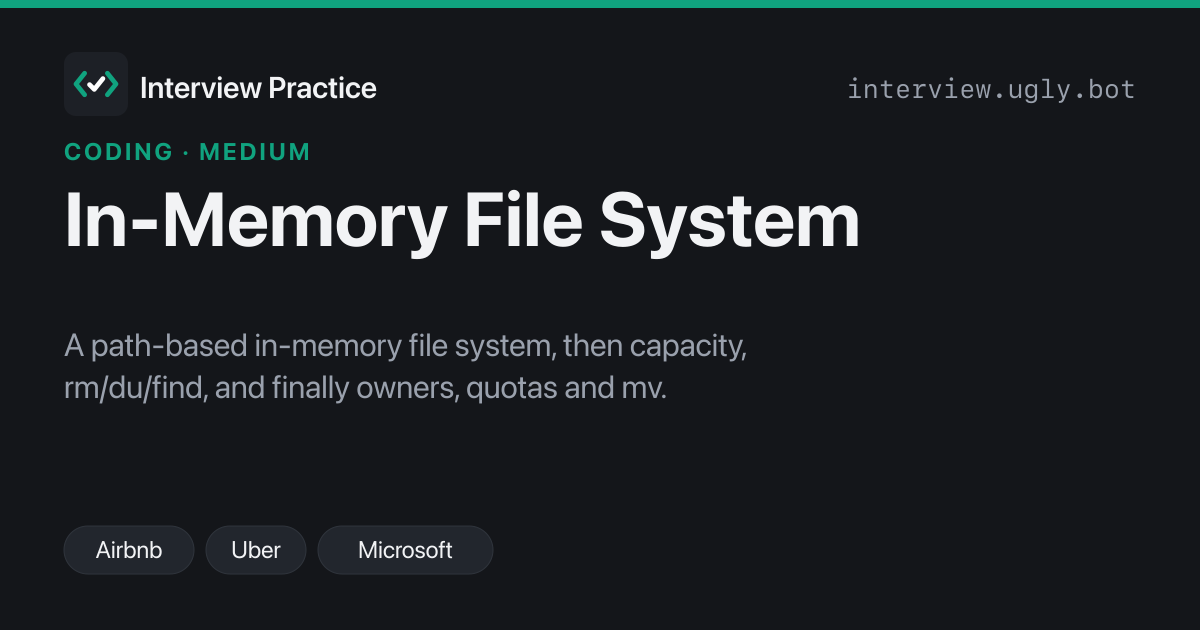 Interview Practice
interview.ugly.bot
CODING · MEDIUM
In-Memory File System
A path-based in-memory file system, then capacity,
rm/du/find, and finally owners, quotas and mv.
Airbnb
Uber
Microsoft